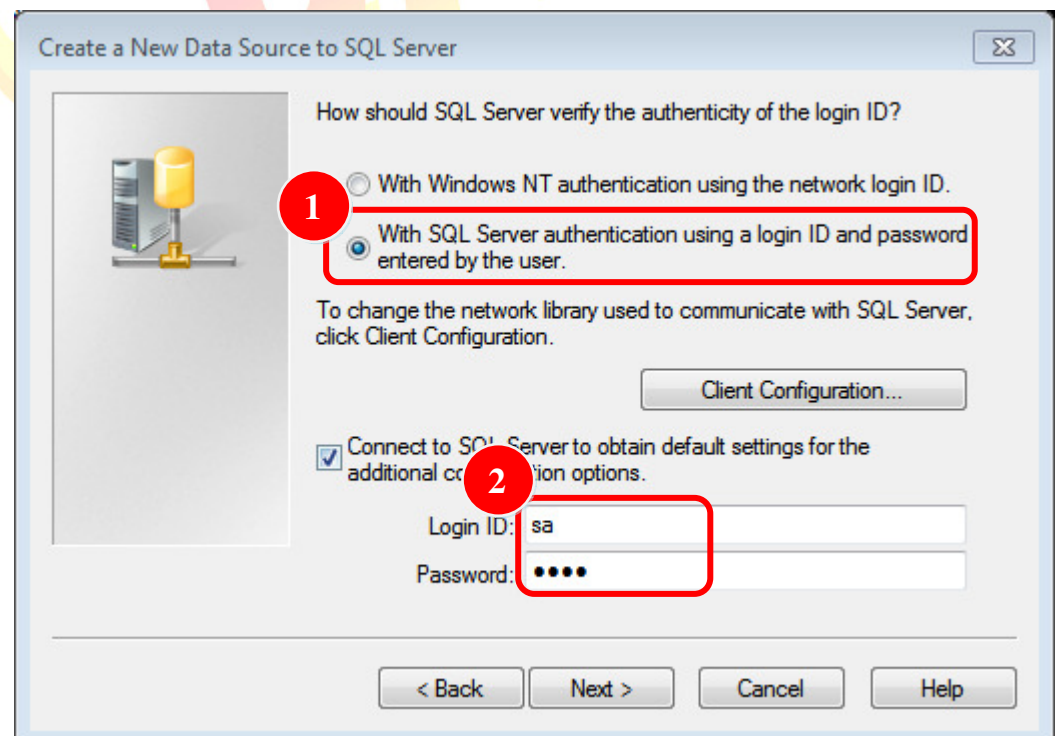 Create a New Data Source to SQL Server
How should SQL Server verify the authenticity of the login ID?
With Windows NT authentication using the network login ID.
1
With SQL Server authentication using a login ID and password
entered by the user.
To change the network library used to communicate with SQL Server,
click Client Configuration.
Client Configuration...
Connect to SQL Server to obtain default settings for the
additional tion options.
2
Login ID: sa
Password: ••••
< Back Next > Cancel Help